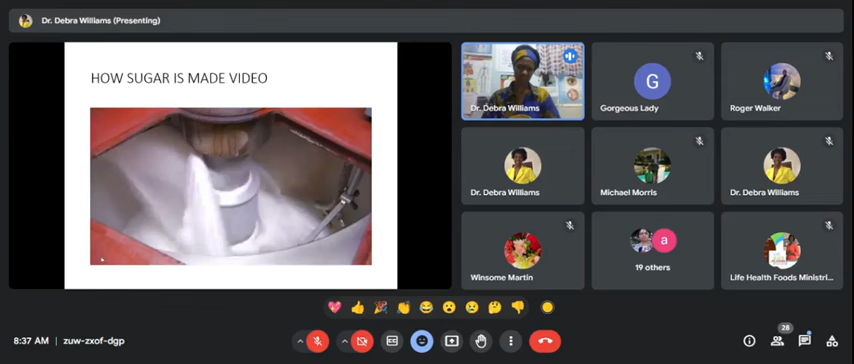 Dr. Debra Williams (Presenting)
HOW SUGAR IS MADE VIDEO
Dr. Debra Williams
G
Gorgeous Lady
Roger Walker
Dr. Debra Williams
Michael Morris
Dr. Debra Williams
Winsome Martin
a
19 others
Life Health Foods Ministri...
8:37 AM | zuw-zxof-dgp
CC
28